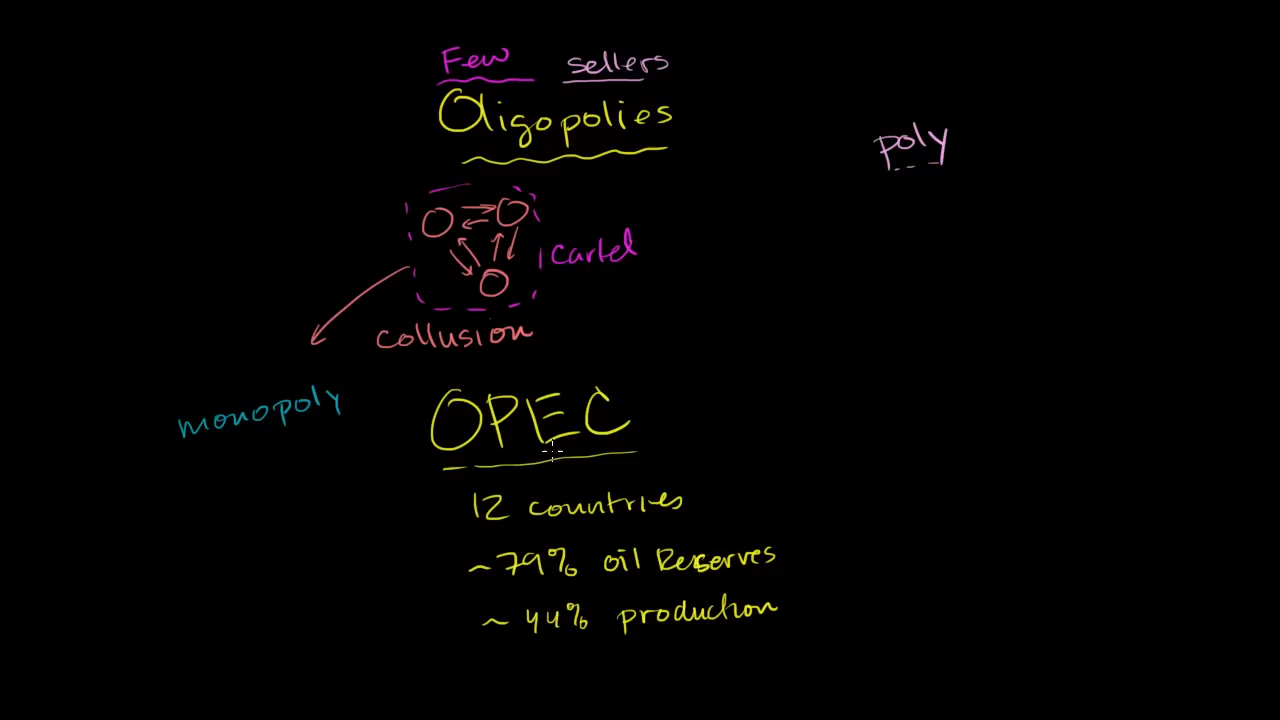 Few sellers
Oligopolies
poly
cartel
collusion
monopoly
OPEC
12 countries
~79% oil Reserves
~44% production